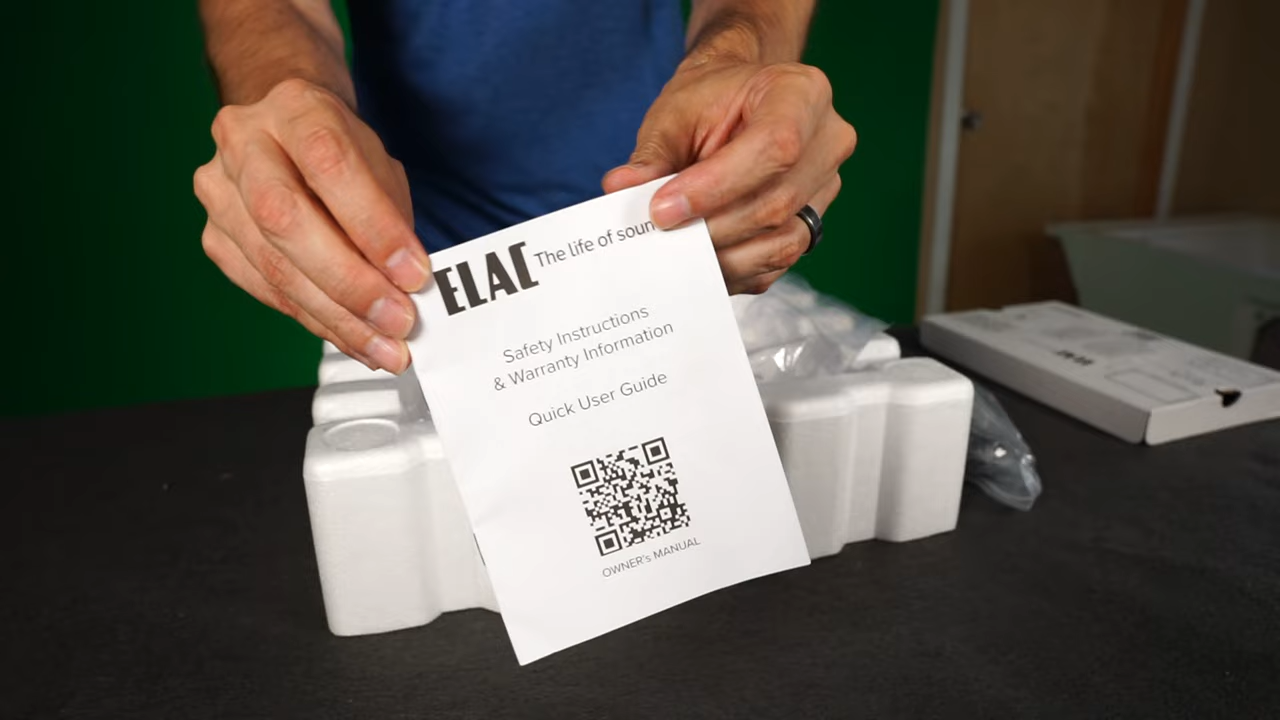 ELAC The life of soun
Safety Instructions
& Warranty Information
Quick User Guide
OWNER's MANUAL